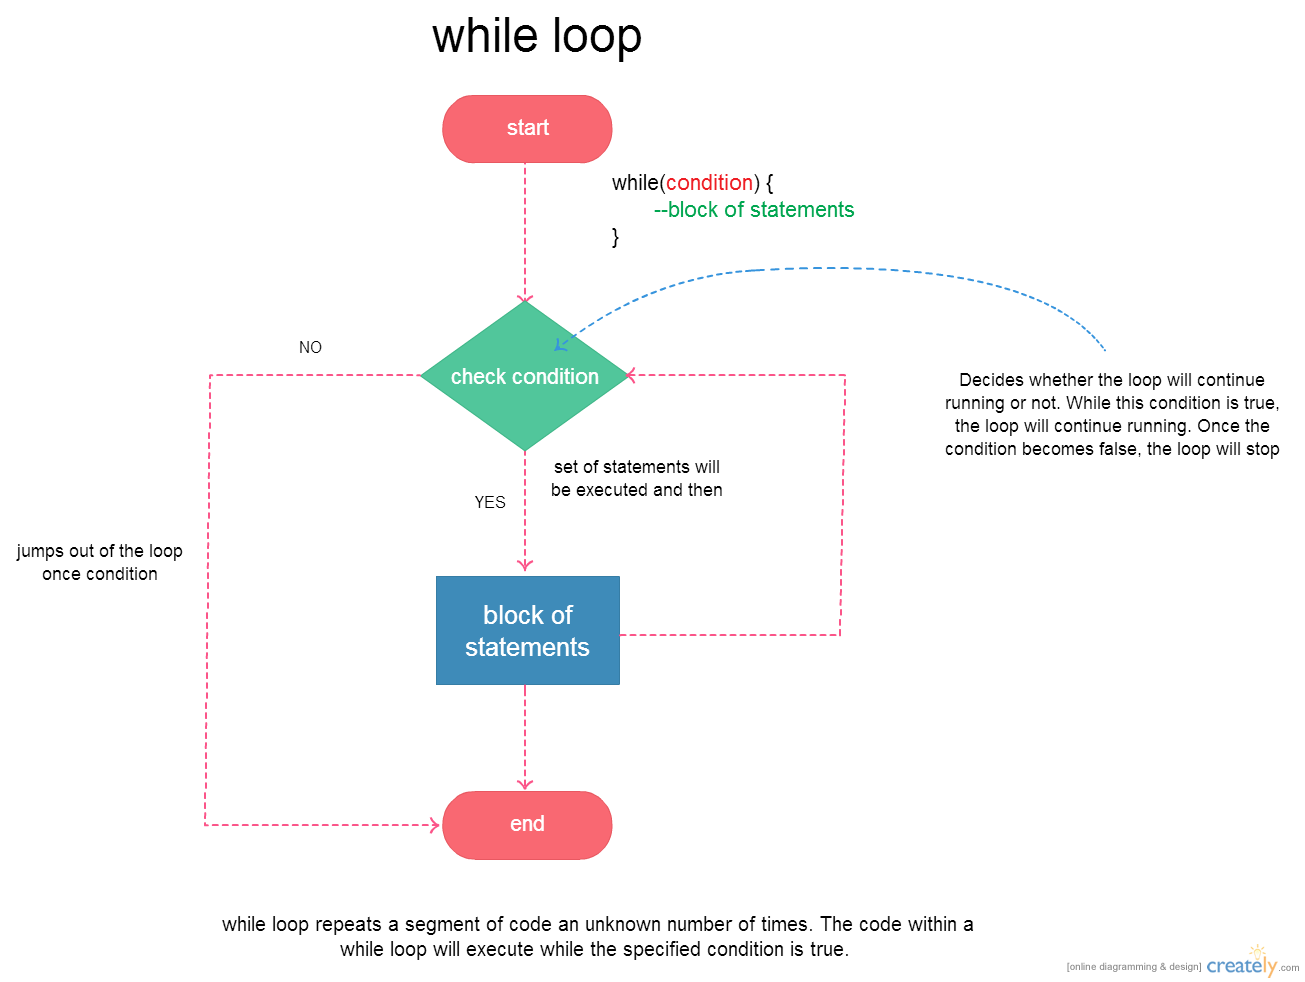 while loop
start
while(condition) {
--block of statements
}
NO
check condition
Decides whether the loop will continue
running or not. While this condition is true,
the loop will continue running. Once the
condition becomes false, the loop will stop
set of statements will
be executed and then
YES
jumps out of the loop
once condition
block of
statements
end
while loop repeats a segment of code an unknown number of times. The code within a
while loop will execute while the specified condition is true.
[online diagramming & design] creately.com